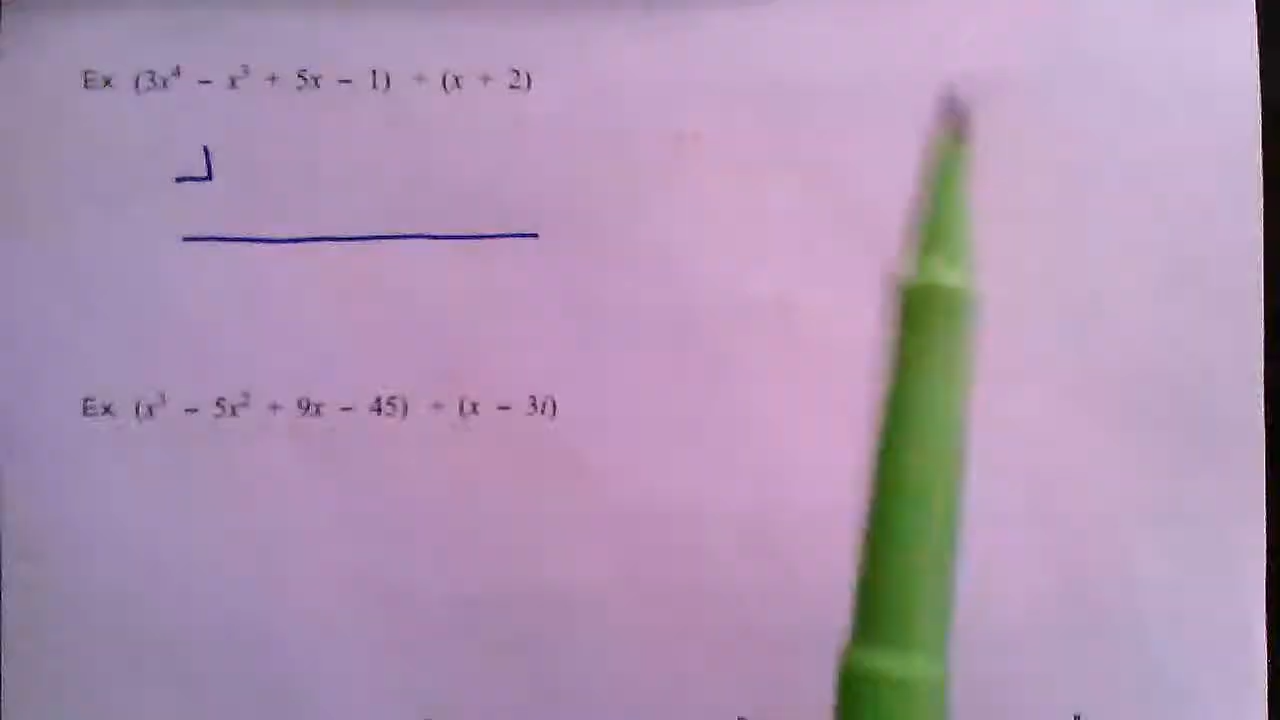 Ex (3x⁴ − x³ + 5x − 1) ÷ (x + 2)
Ex (x³ − 5x² + 9x − 45) ÷ (x − 3i)